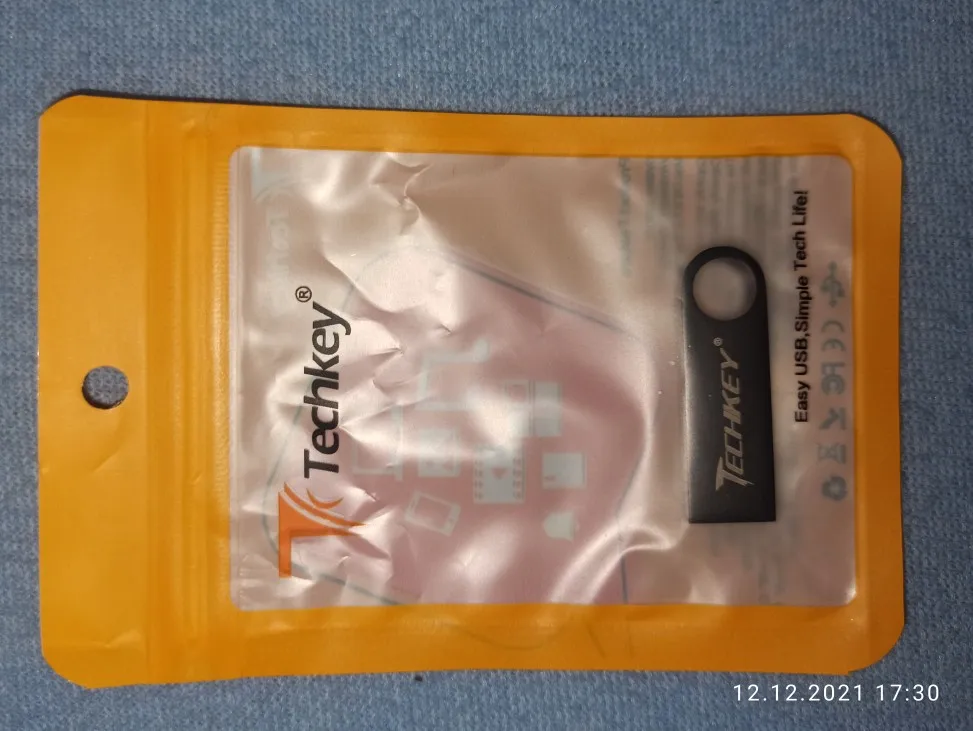 Techkey®
TECHKEY®
Easy USB,Simple Tech Life!
12.12.2021 17:30